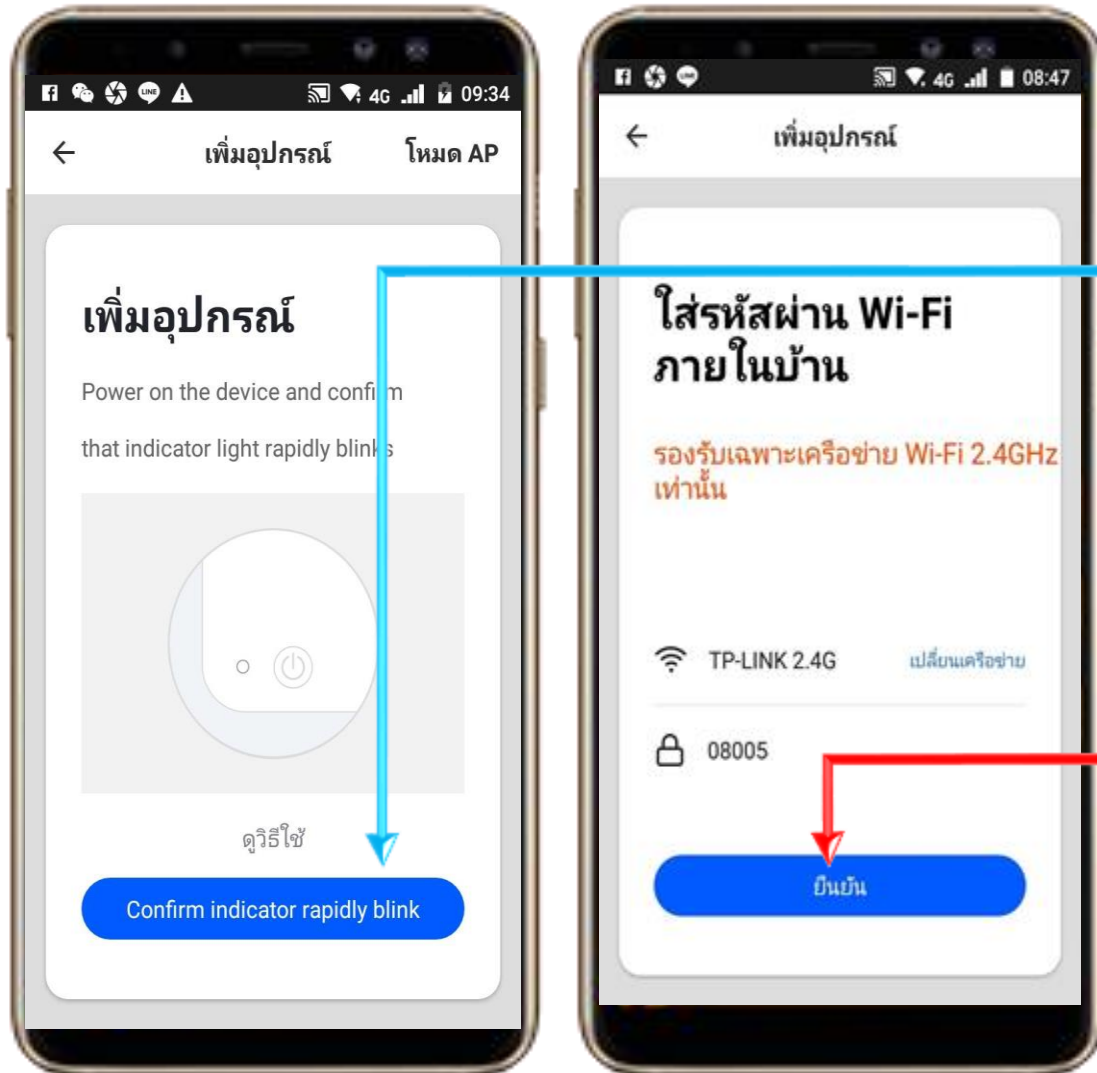 4G 09:34
เพิ่มอุปกรณ์ โหมด AP
เพิ่มอุปกรณ์
Power on the device and confirm
that indicator light rapidly blinks
ดูวิธีใช้
Confirm indicator rapidly blink
LINE 4G 08:47
เพิ่มอุปกรณ์
ใส่รหัสผ่าน Wi-Fi
ภายในบ้าน
รองรับเฉพาะเครือข่าย Wi-Fi 2.4GHz
เท่านั้น
TP-LINK 2.4G เปลี่ยนเครือข่าย
08005
ยืนยัน